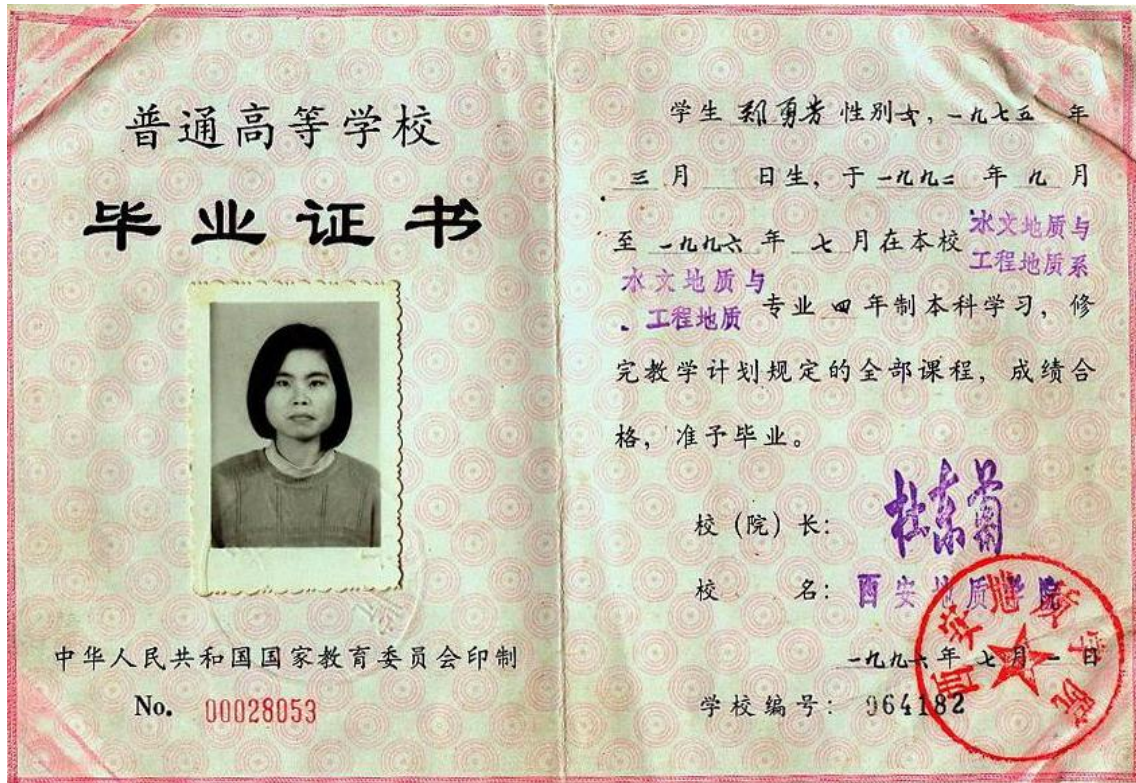 普通高等学校
毕业证书
中华人民共和国国家教育委员会印制
No. 00028053
学生 郑勇芳 性别女，一九七五 年
三 月 日生，于 一九九二 年 九 月
至 一九九六 年 七 月在本校 水文地质与工程地质系
水文地质与工程地质 专业 四 年制本科学习，修
完教学计划规定的全部课程，成绩合
格，准予毕业。
校（院）长：
校 名：西安地质学院
一九九六 年 七 月 一 日
学校编号：964182
西安地质学院